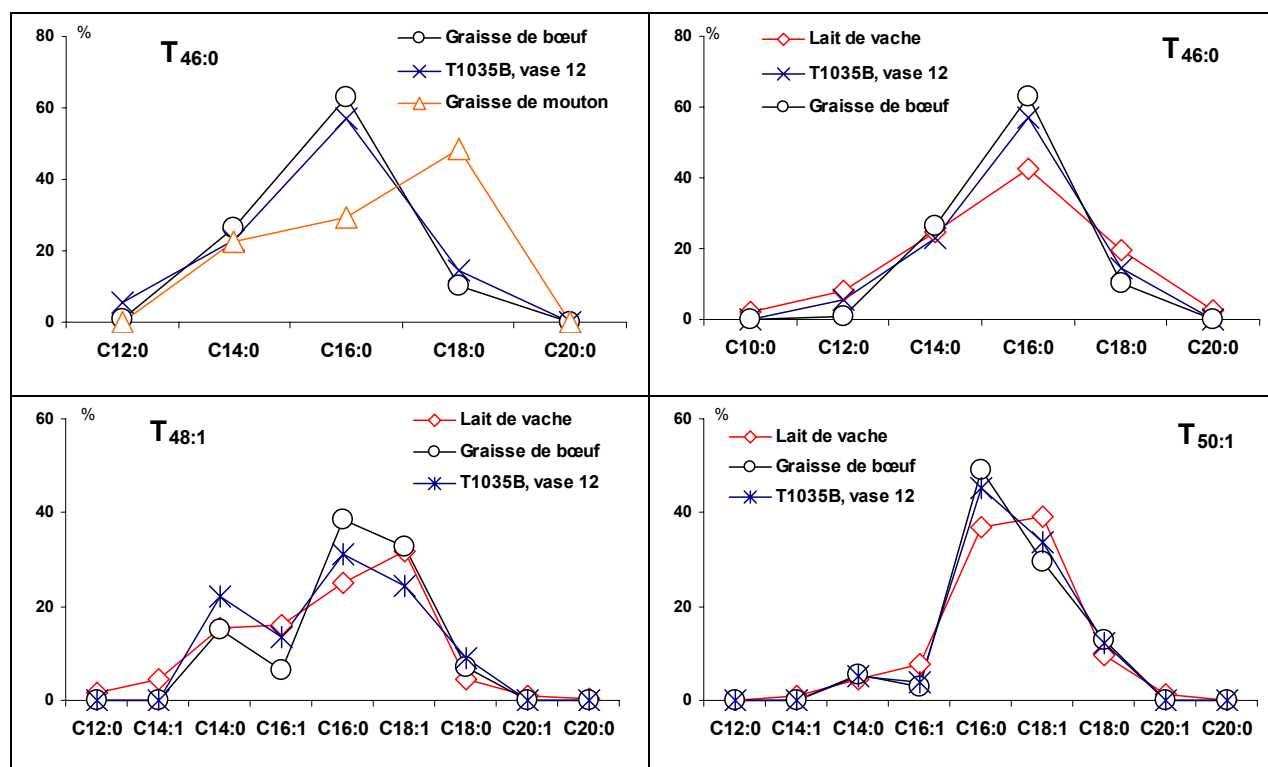 %
T46:0
Graisse de bœuf
T1035B, vase 12
Graisse de mouton
80
60
40
20
0
C12:0 C14:0 C16:0 C18:0 C20:0
%
T46:0
Lait de vache
T1035B, vase 12
Graisse de bœuf
80
60
40
20
0
C10:0 C12:0 C14:0 C16:0 C18:0 C20:0
%
T48:1
Lait de vache
Graisse de bœuf
T1035B, vase 12
60
40
20
0
C12:0 C14:1 C14:0 C16:1 C16:0 C18:1 C18:0 C20:1 C20:0
%
T50:1
Lait de vache
Graisse de bœuf
T1035B, vase 12
60
40
20
0
C12:0 C14:1 C14:0 C16:1 C16:0 C18:1 C18:0 C20:1 C20:0